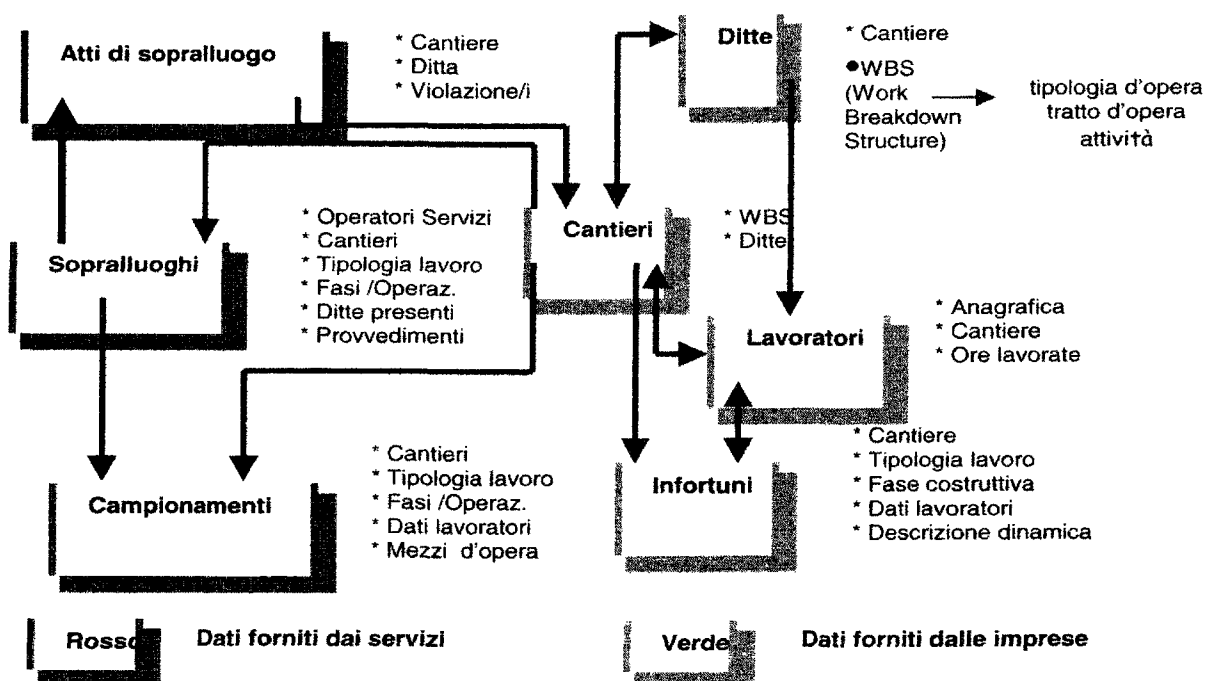 Atti di sopralluogo
* Cantiere
* Ditta
* Violazione/i
Ditte
* Cantiere
●WBS
(Work
Breakdown
Structure)
tipologia d'opera
tratto d'opera
attività
Sopralluoghi
* Operatori Servizi
* Cantieri
* Tipologia lavoro
* Fasi /Operaz.
* Ditte presenti
* Provvedimenti
Cantieri
* WBS
* Ditte
Lavoratori
* Anagrafica
* Cantiere
* Ore lavorate
Campionamenti
* Cantieri
* Tipologia lavoro
* Fasi /Operaz.
* Dati lavoratori
* Mezzi d'opera
Infortuni
* Cantiere
* Tipologia lavoro
* Fase costruttiva
* Dati lavoratori
* Descrizione dinamica
Rosso
Dati forniti dai servizi
Verde
Dati forniti dalle imprese